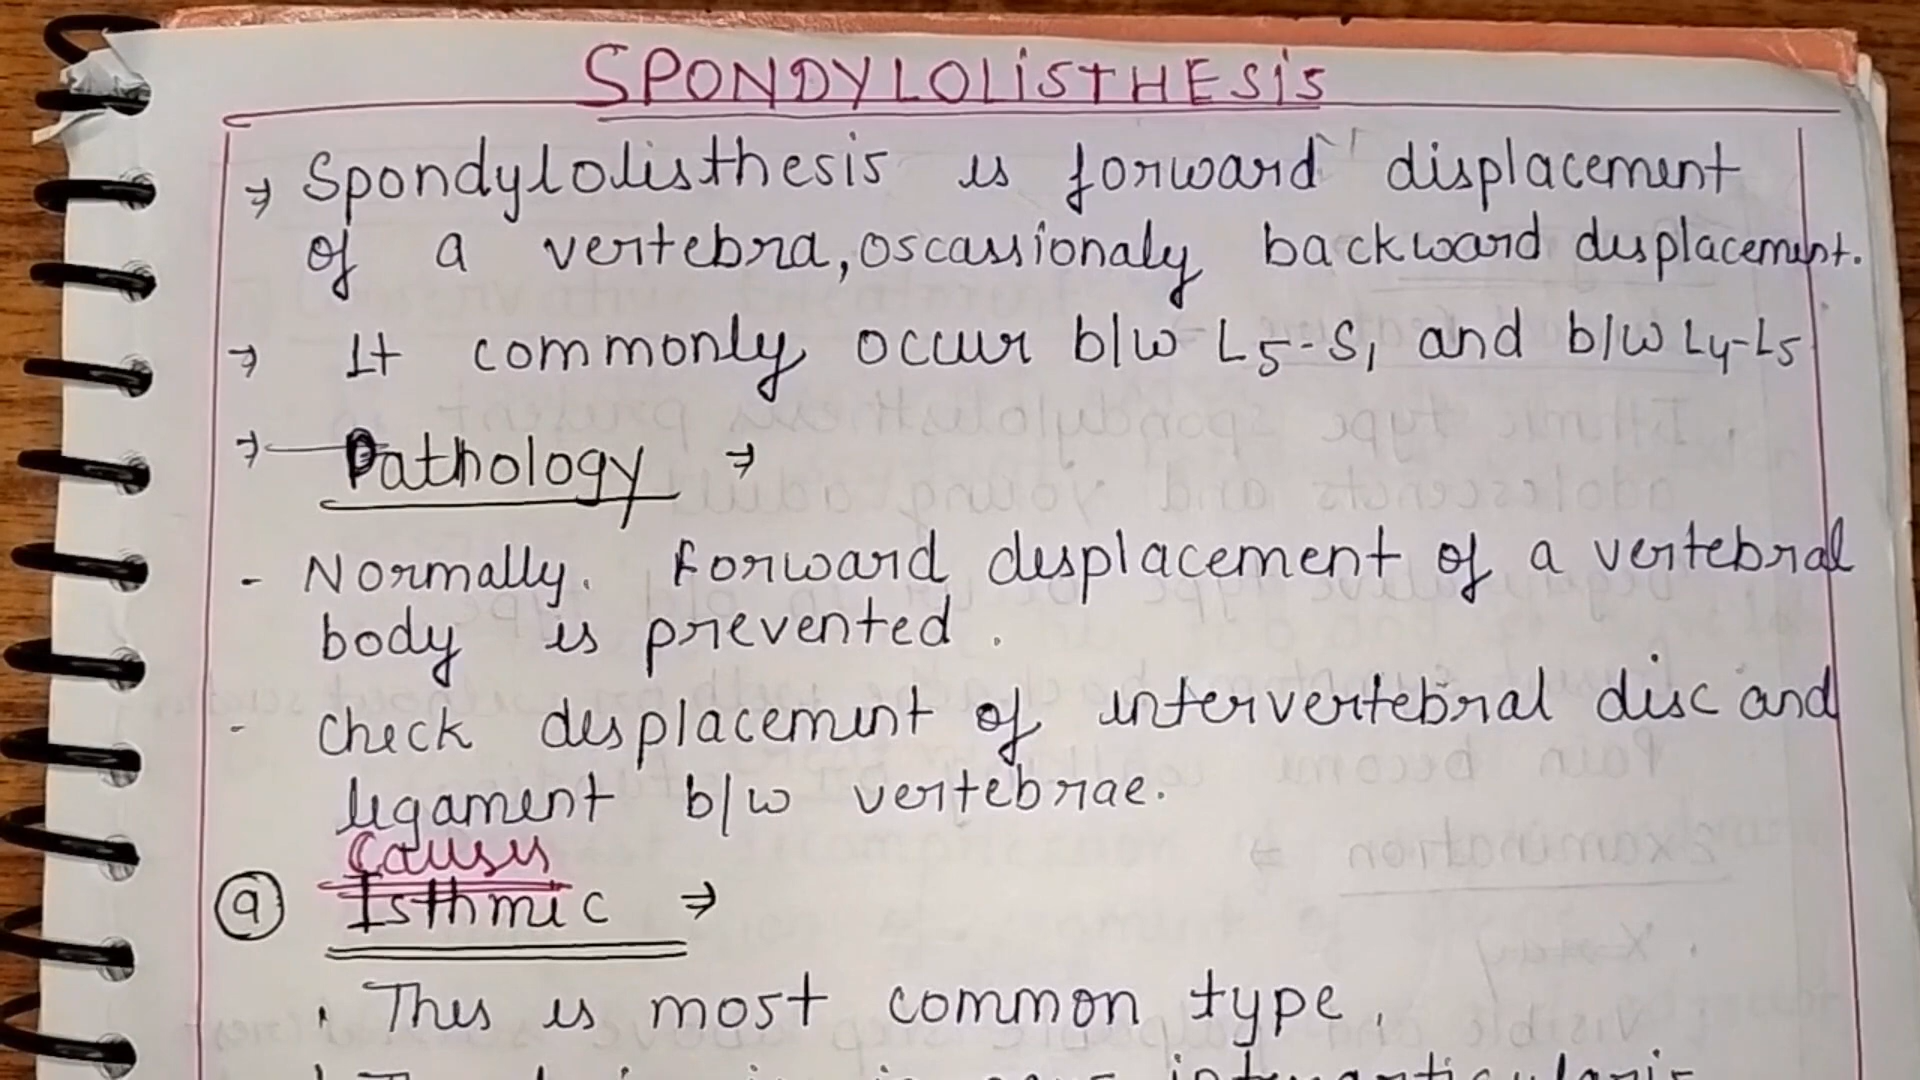 SPONDYLOLiSTHESiS
→ Spondylolisthesis is forward displacement
of a vertebra, oscassionaly backward displacement.
→ It commonly occur b/w L5-S1 and b/w L4-L5
→ Pathology →
- Normally. Forward displacement of a vertebral
body is prevented.
- check displacement of intervertebral disc and
ligament b/w vertebrae.
Causes
(a) Isthmic →
. This is most common type.